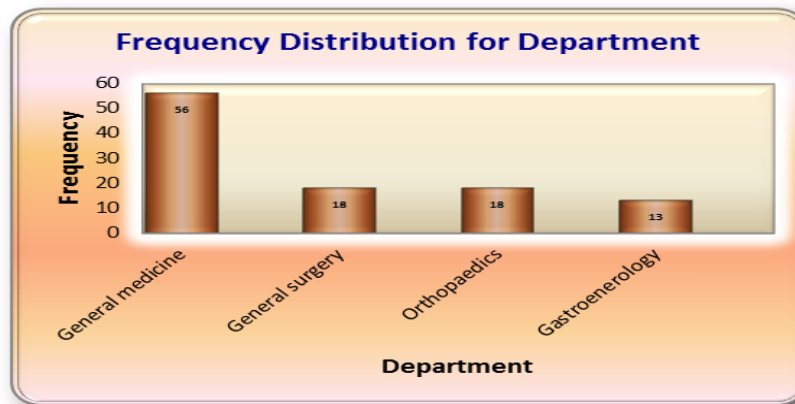 Frequency Distribution for Department
Frequency
60
50
40
30
20
10
0
56
18
18
13
General medicine
General surgery
Orthopaedics
Gastroenerology
Department